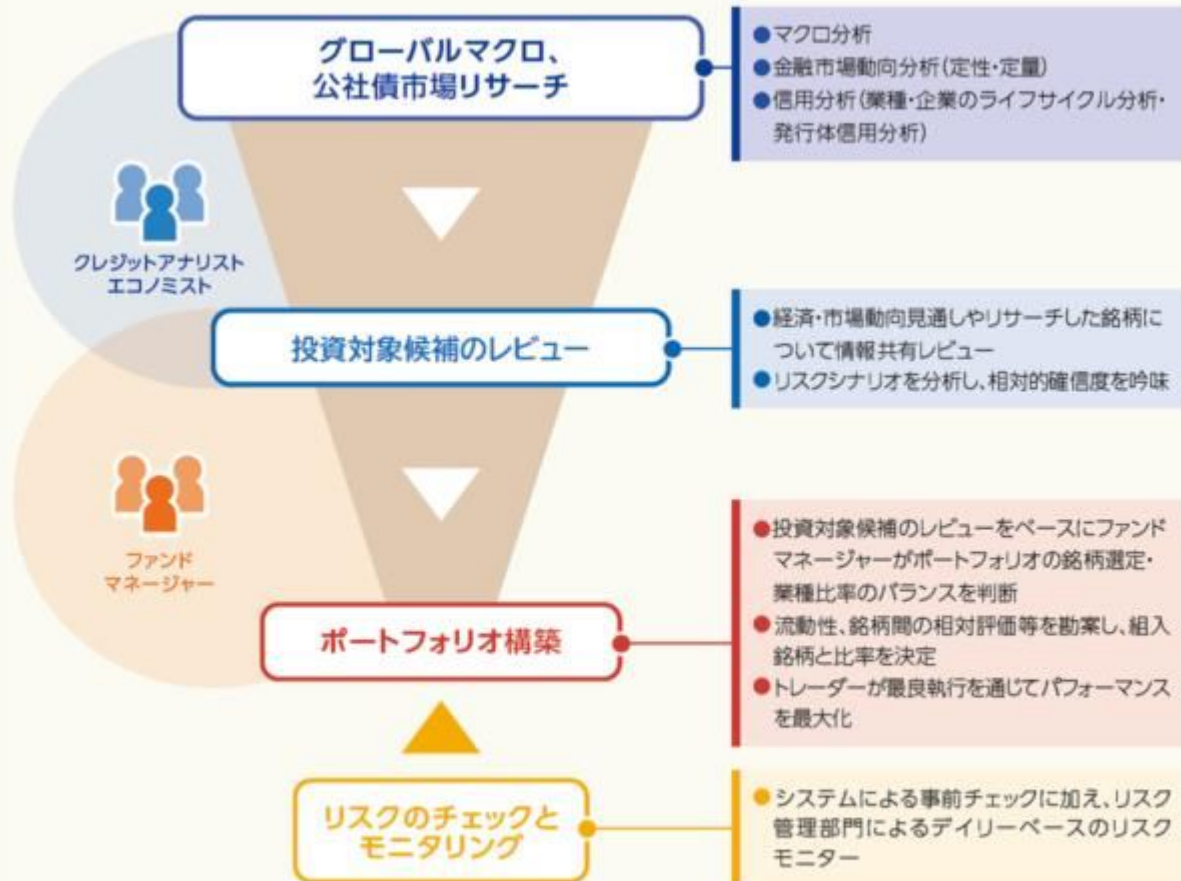 グローバルマクロ、
公社債市場リサーチ
●マクロ分析
●金融市場動向分析(定性・定量)
●信用分析(業種・企業のライフサイクル分析・
発行体信用分析)
クレジットアナリスト
エコノミスト
投資対象候補のレビュー
●経済・市場動向見通しやリサーチした銘柄に
ついて情報共有レビュー
●リスクシナリオを分析し、相対的確信度を吟味
ファンド
マネージャー
ポートフォリオ構築
●投資対象候補のレビューをベースにファンド
マネージャーがポートフォリオの銘柄選定・
業種比率のバランスを判断
●流動性、銘柄間の相対評価等を勘案し、組入
銘柄と比率を決定
●トレーダーが最良執行を通じてパフォーマンス
を最大化
リスクのチェックと
モニタリング
●システムによる事前チェックに加え、リスク
管理部門によるデイリーベースのリスク
モニター